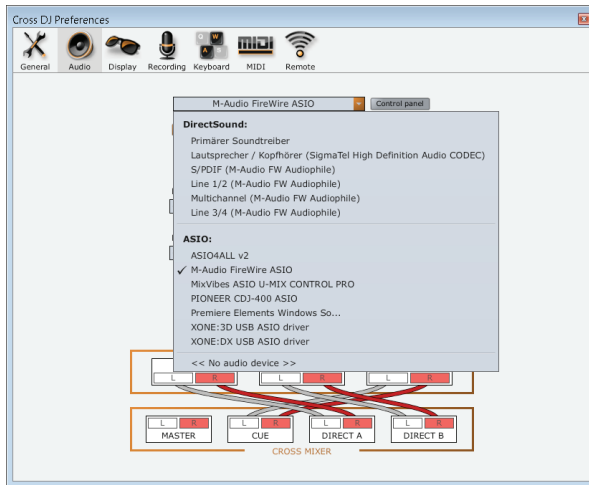 Cross DJ Preferences
General Audio Display Recording Keyboard MIDI Remote
M-Audio FireWire ASIO Control panel
DirectSound:
Primärer Soundtreiber
Lautsprecher / Kopfhörer (SigmaTel High Definition Audio CODEC)
S/PDIF (M-Audio FW Audiophile)
Line 1/2 (M-Audio FW Audiophile)
Multichannel (M-Audio FW Audiophile)
Line 3/4 (M-Audio FW Audiophile)
ASIO:
ASIO4ALL v2
M-Audio FireWire ASIO
MixVibes ASIO U-MIX CONTROL PRO
PIONEER CDJ-400 ASIO
Premiere Elements Windows So...
XONE:3D USB ASIO driver
XONE:DX USB ASIO driver
<< No audio device >>
L R L R L R
L R L R L R L R
MASTER CUE DIRECT A DIRECT B
CROSS MIXER